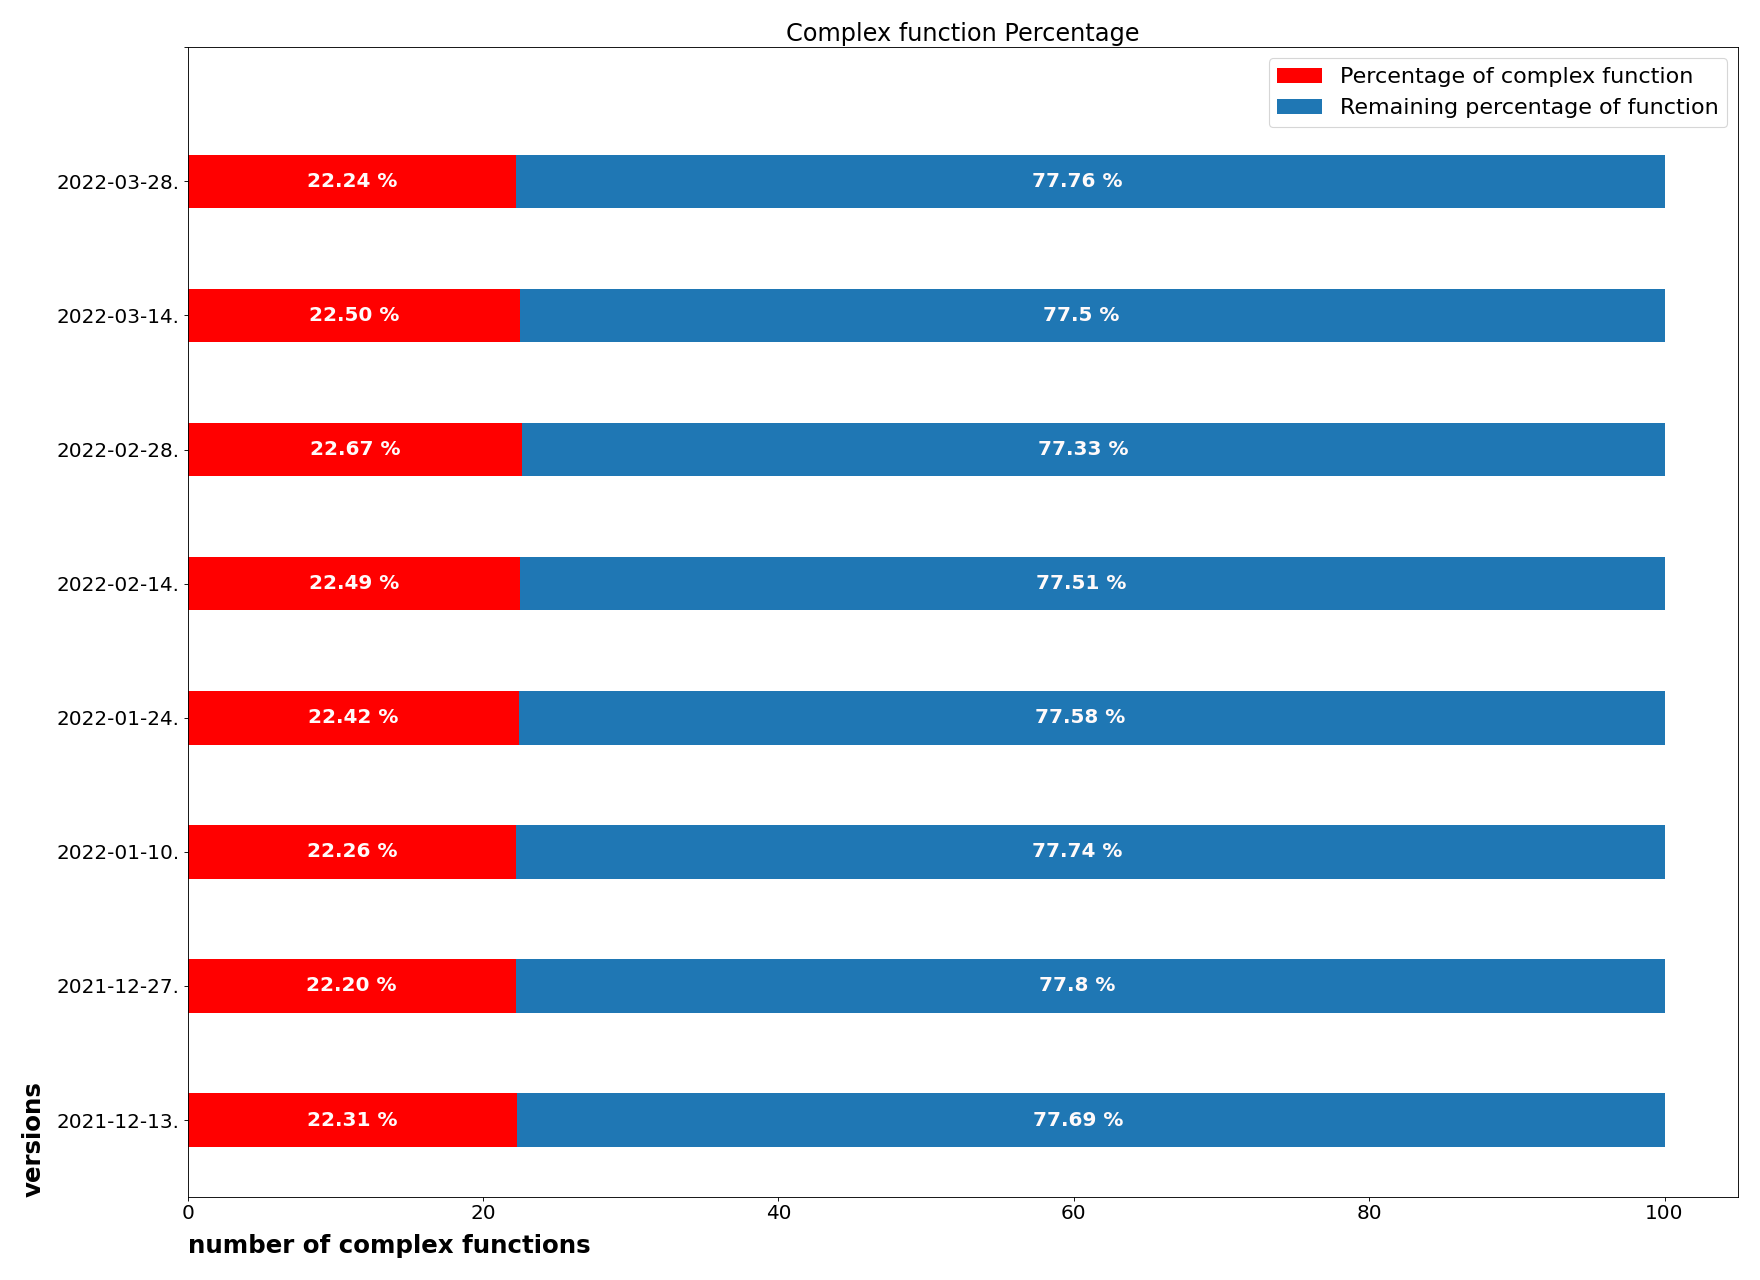 Complex function Percentage
Percentage of complex function
Remaining percentage of function
2022-03-28. 22.24 % 77.76 %
2022-03-14. 22.50 % 77.5 %
2022-02-28. 22.67 % 77.33 %
2022-02-14. 22.49 % 77.51 %
2022-01-24. 22.42 % 77.58 %
2022-01-10. 22.26 % 77.74 %
2021-12-27. 22.20 % 77.8 %
2021-12-13. 22.31 % 77.69 %
versions
0 20 40 60 80 100
number of complex functions